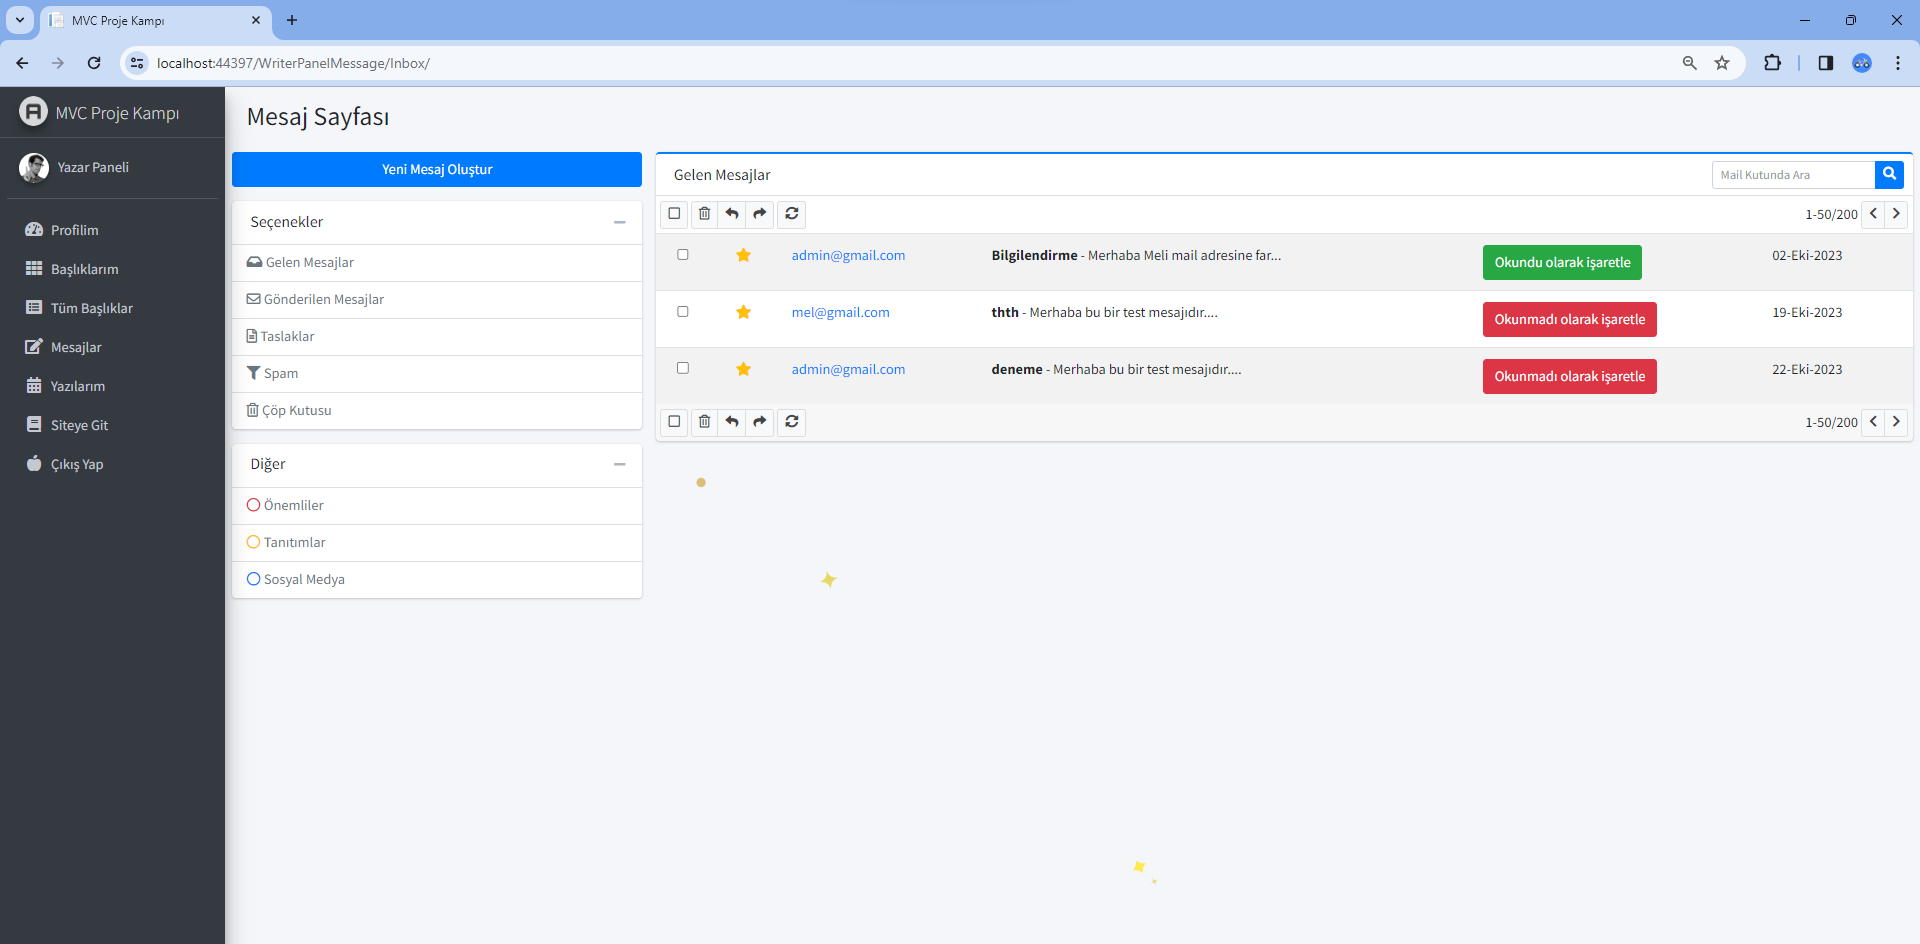 MVC Proje Kampı
localhost:44397/WriterPanelMessage/Inbox/
MVC Proje Kampı
Yazar Paneli
Profilim
Başlıklarım
Tüm Başlıklar
Mesajlar
Yazılarım
Siteye Git
Çıkış Yap
Mesaj Sayfası
Yeni Mesaj Oluştur
Seçenekler
Gelen Mesajlar
Gönderilen Mesajlar
Taslaklar
Spam
Çöp Kutusu
Diğer
Önemliler
Tanıtımlar
Sosyal Medya
Gelen Mesajlar
Mail Kutunda Ara
1-50/200
admin@gmail.com Bilgilendirme - Merhaba Meli mail adresine far... Okundu olarak işaretle 02-Eki-2023
mel@gmail.com thth - Merhaba bu bir test mesajıdır.... Okunmadı olarak işaretle 19-Eki-2023
admin@gmail.com deneme - Merhaba bu bir test mesajıdır.... Okunmadı olarak işaretle 22-Eki-2023
1-50/200